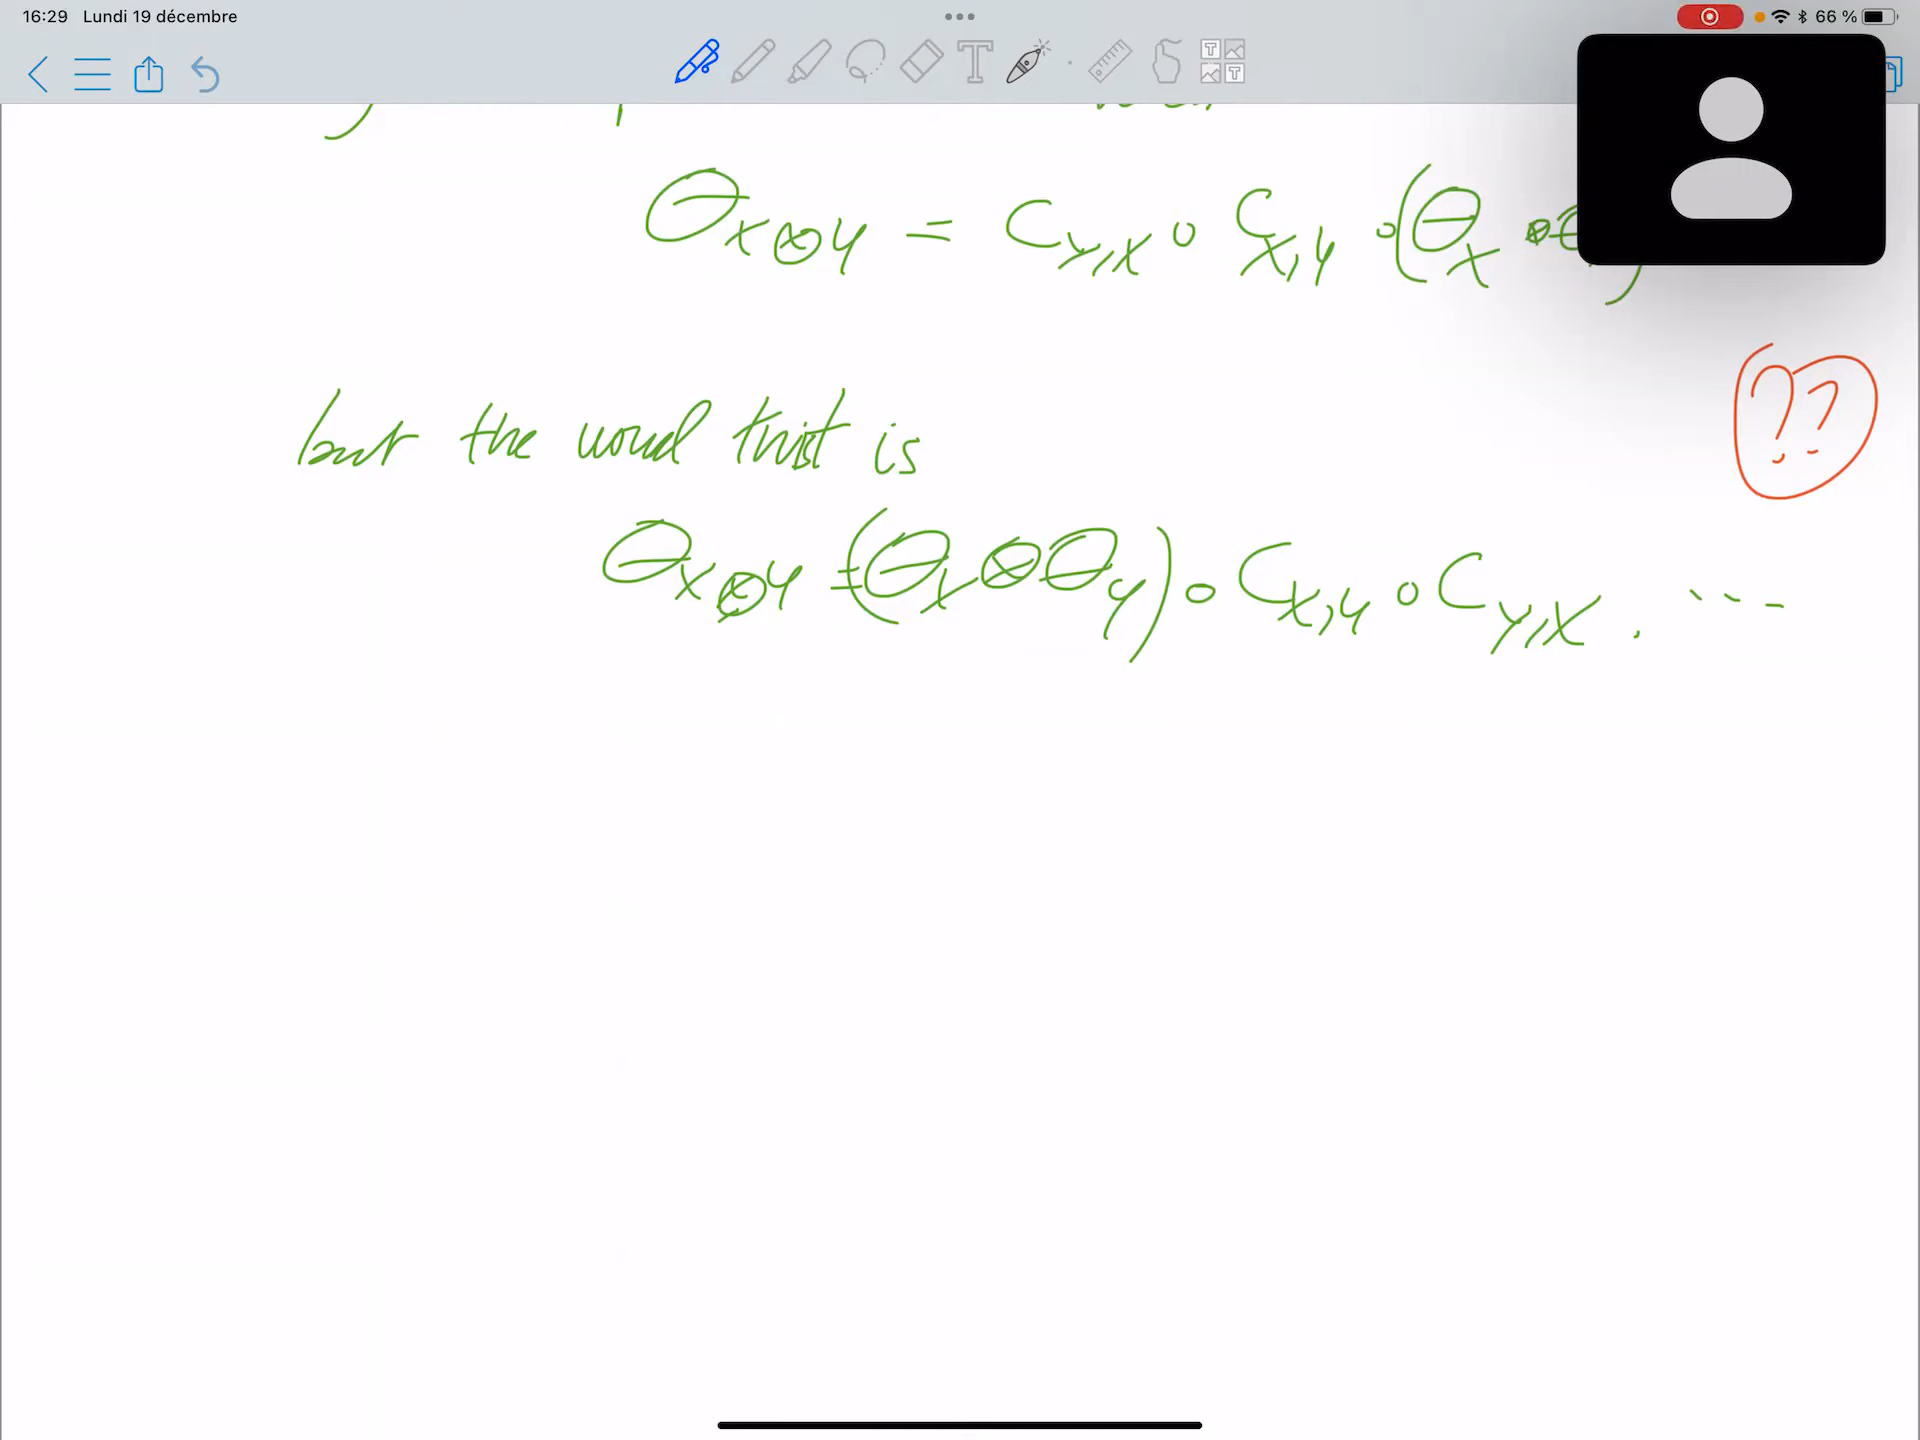 16:29 Lundi 19 décembre
66 %
θ_{X⊗Y} = C_{Y,X} ∘ C_{X,Y} ∘ (θ_X ⊗ θ
??
but the usual twist is
θ_{X⊗Y} = (θ_X ⊗ θ_Y) ∘ C_{X,Y} ∘ C_{Y,X} . ...